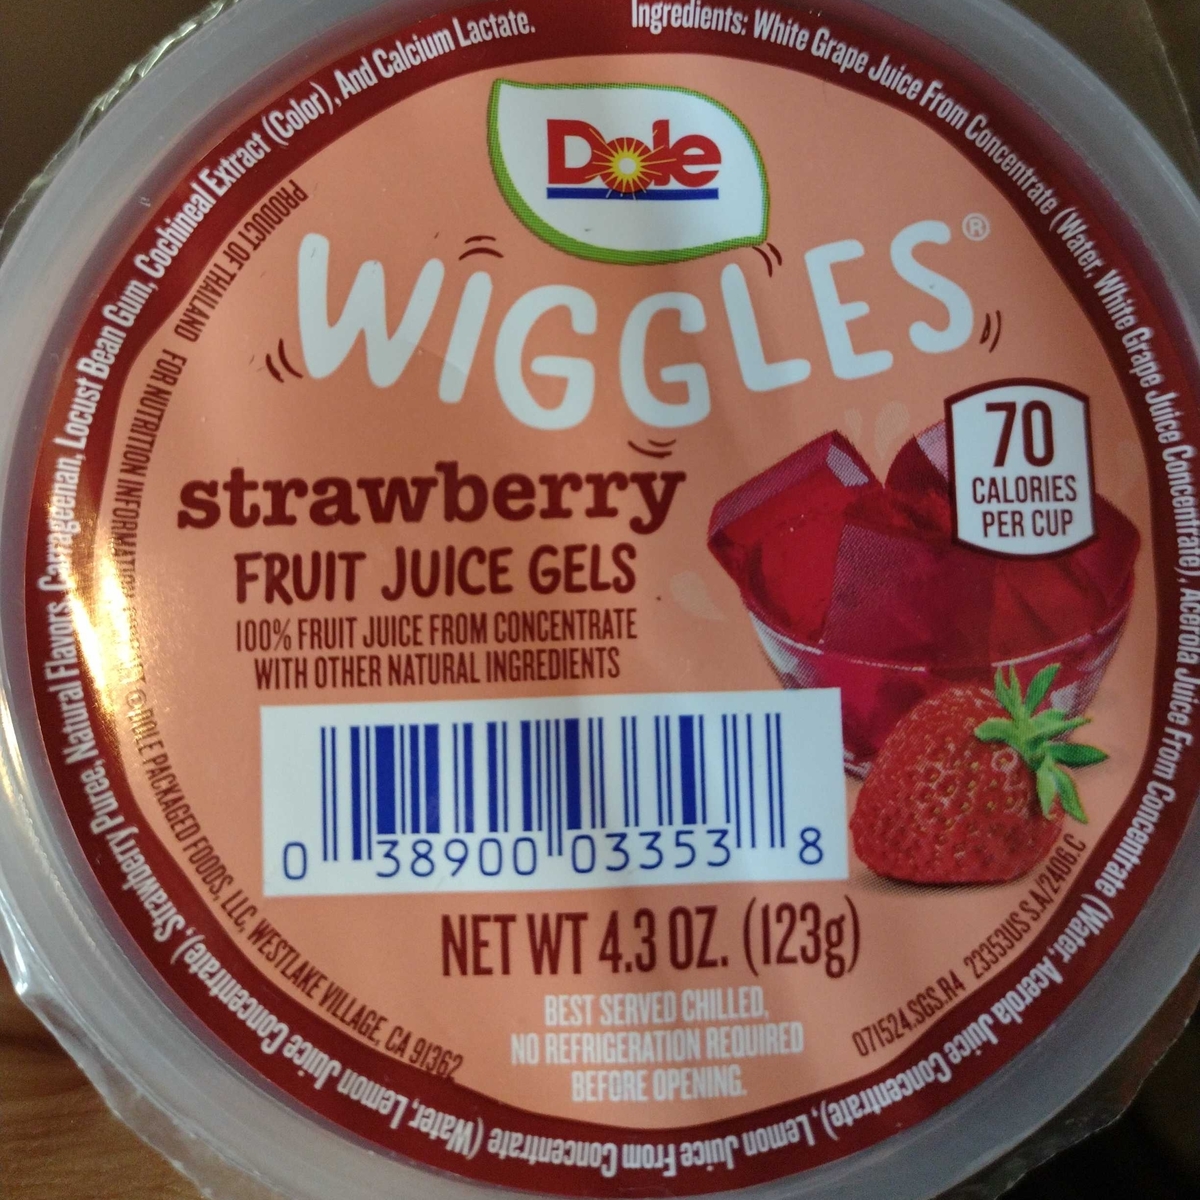 Ingredients: White Grape Juice From Concentrate (Water, White Grape Juice Concentrate), Acerola Juice From Concentrate (Water, Acerola Juice Concentrate), Lemon Juice From Concentrate (Water, Lemon Juice Concentrate), Strawberry Puree, Natural Flavors, Carrageenan, Locust Bean Gum, Cochineal Extract (Color), And Calcium Lactate.
Dole
WIGGLES®
70
CALORIES
PER CUP
strawberry
FRUIT JUICE GELS
100% FRUIT JUICE FROM CONCENTRATE
WITH OTHER NATURAL INGREDIENTS
0 38900 03353 8
NET WT 4.3 OZ. (123g)
BEST SERVED CHILLED,
NO REFRIGERATION REQUIRED
BEFORE OPENING.
PRODUCT OF THAILAND FOR NUTRITION © DOLE PACKAGED FOODS, LLC, WESTLAKE VILLAGE, CA 91362
071524.SGS.R4 23353US S.A/2406.C